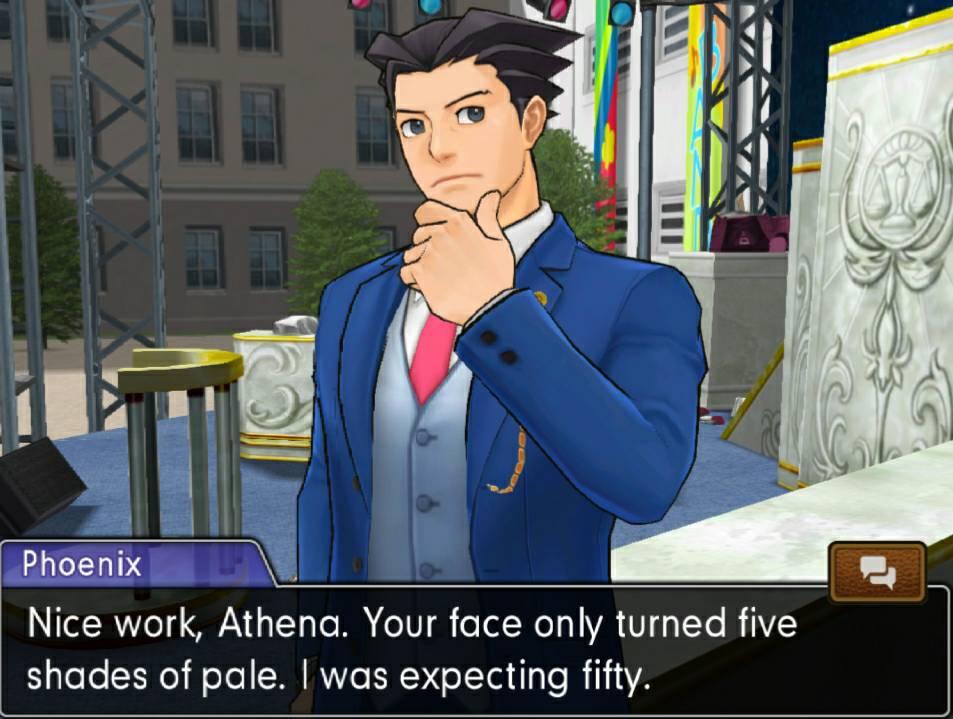 Phoenix
Nice work, Athena. Your face only turned five
shades of pale. I was expecting fifty.